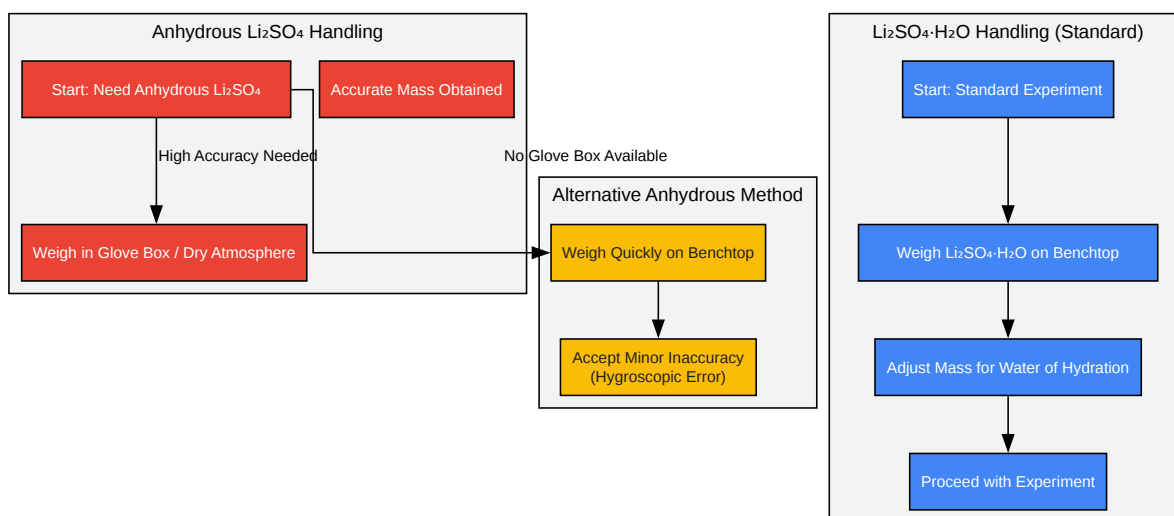 Anhydrous Li₂SO₄ Handling
Start: Need Anhydrous Li₂SO₄
Accurate Mass Obtained
High Accuracy Needed
No Glove Box Available
Weigh in Glove Box / Dry Atmosphere
Alternative Anhydrous Method
Weigh Quickly on Benchtop
Accept Minor Inaccuracy
(Hygroscopic Error)
Li₂SO₄·H₂O Handling (Standard)
Start: Standard Experiment
Weigh Li₂SO₄·H₂O on Benchtop
Adjust Mass for Water of Hydration
Proceed with Experiment